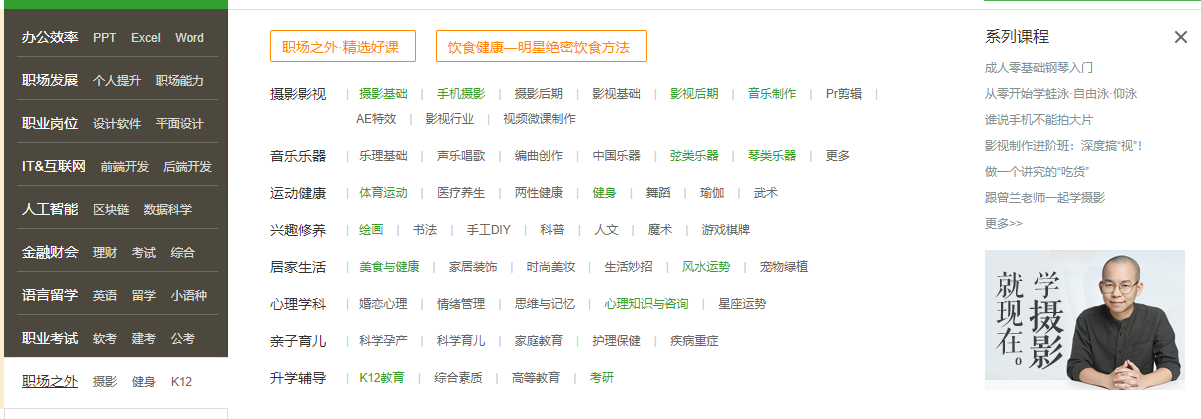 办公效率 PPT Excel Word
职场发展 个人提升 职场能力
职业岗位 设计软件 平面设计
IT&互联网 前端开发 后端开发
人工智能 区块链 数据科学
金融财会 理财 考试 综合
语言留学 英语 留学 小语种
职业考试 软考 建考 公考
职场之外 摄影 健身 K12
职场之外·精选好课 饮食健康—明星绝密饮食方法
摄影影视 | 摄影基础 | 手机摄影 | 摄影后期 | 影视基础 | 影视后期 | 音乐制作 | Pr剪辑 |
AE特效 | 影视行业 | 视频微课制作
音乐乐器 | 乐理基础 | 声乐唱歌 | 编曲创作 | 中国乐器 | 弦类乐器 | 琴类乐器 | 更多
运动健康 | 体育运动 | 医疗养生 | 两性健康 | 健身 | 舞蹈 | 瑜伽 | 武术
兴趣修养 | 绘画 | 书法 | 手工DIY | 科普 | 人文 | 魔术 | 游戏棋牌
居家生活 | 美食与健康 | 家居装饰 | 时尚美妆 | 生活妙招 | 风水运势 | 宠物绿植
心理学科 | 婚恋心理 | 情绪管理 | 思维与记忆 | 心理知识与咨询 | 星座运势
亲子育儿 | 科学孕产 | 科学育儿 | 家庭教育 | 护理保健 | 疾病重症
升学辅导 | K12教育 | 综合素质 | 高等教育 | 考研
系列课程 ×
成人零基础钢琴入门
从零开始学蛙泳·自由泳·仰泳
谁说手机不能拍大片
影视制作进阶班：深度搞“视”！
做一个讲究的“吃货”
跟曾兰老师一起学摄影
更多>>
学摄影
就现在。